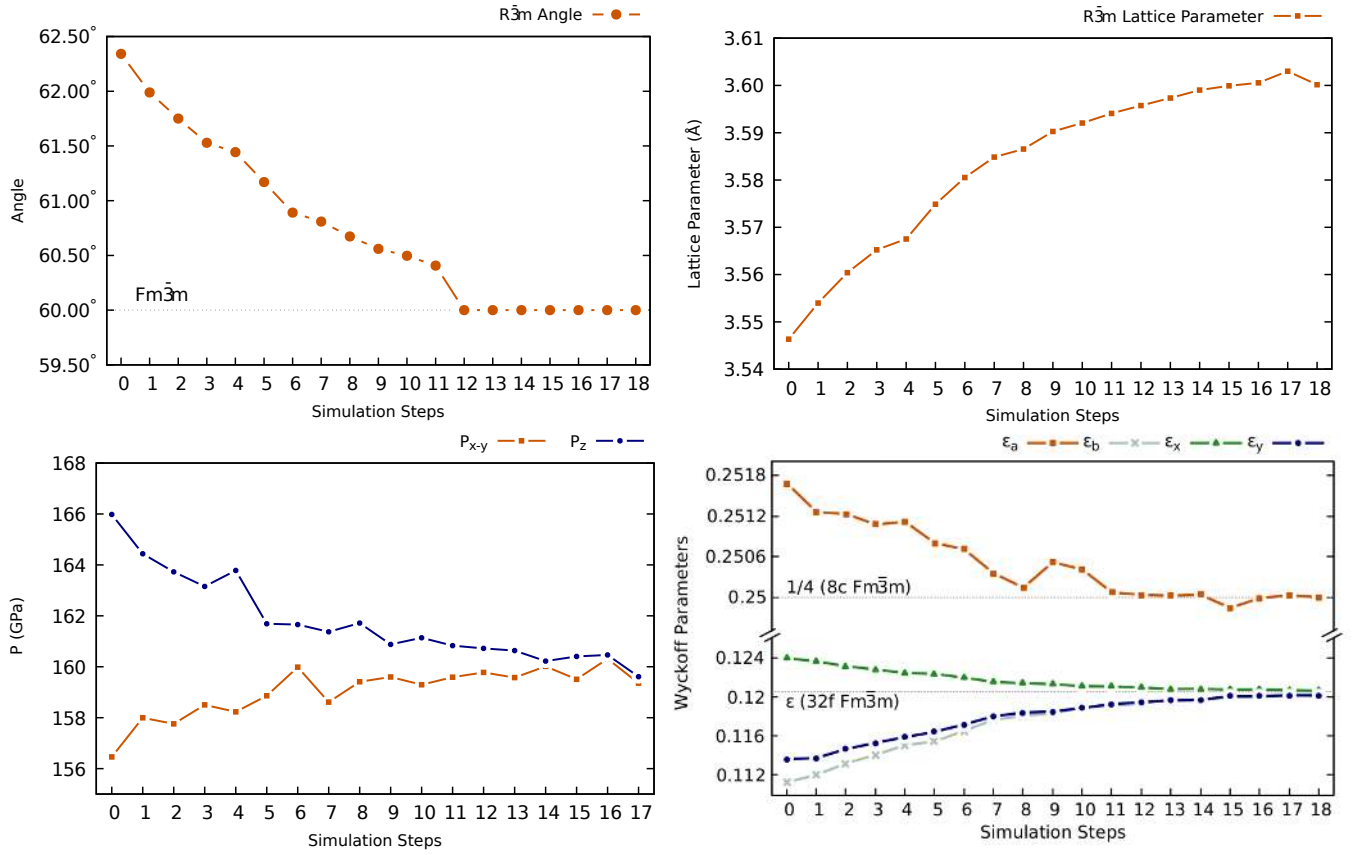 R3̄m Angle
62.50°
62.00°
61.50°
61.00°
60.50°
60.00°
59.50°
Angle
Fm3̄m
0 1 2 3 4 5 6 7 8 9 10 11 12 13 14 15 16 17 18
Simulation Steps
R3̄m Lattice Parameter
3.61
3.60
3.59
3.58
3.57
3.56
3.55
3.54
Lattice Parameter (Å)
0 1 2 3 4 5 6 7 8 9 10 11 12 13 14 15 16 17 18
Simulation Steps
Px-y Pz
168
166
164
162
160
158
156
P (GPa)
0 1 2 3 4 5 6 7 8 9 10 11 12 13 14 15 16 17
Simulation Steps
εa εb εx εy
0.2518
0.2512
0.2506
0.25
1/4 (8c Fm3̄m)
0.124
0.12
ε (32f Fm3̄m)
0.116
0.112
Wyckoff Parameters
0 1 2 3 4 5 6 7 8 9 10 11 12 13 14 15 16 17 18
Simulation Steps